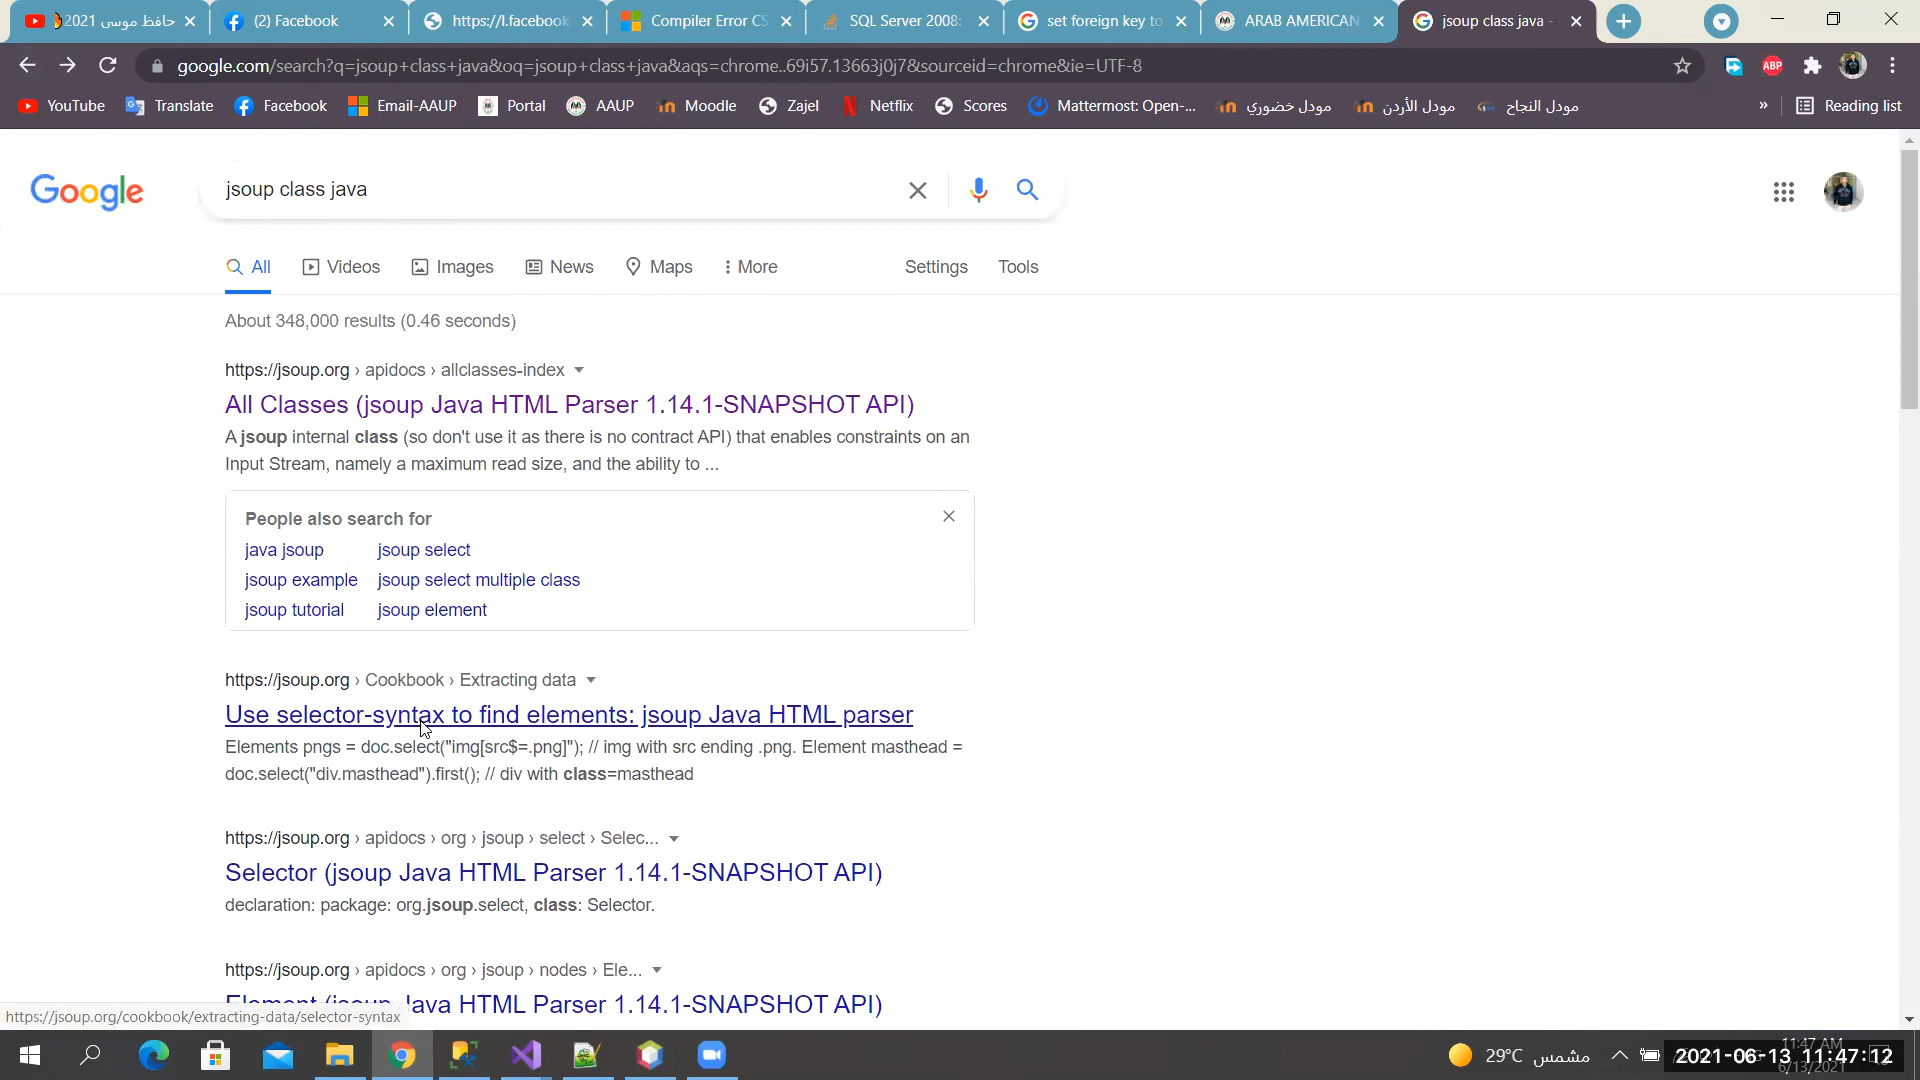 حافظ موسى 2021
(2) Facebook
https://l.facebook
Compiler Error CS
SQL Server 2008:
set foreign key to
ARAB AMERICAN
jsoup class java -
google.com/search?q=jsoup+class+java&oq=jsoup+class+java&aqs=chrome..69i57.13663j0j7&sourceid=chrome&ie=UTF-8
ABP
YouTube
Translate
Facebook
Email-AAUP
Portal
AAUP
Moodle
Zajel
Netflix
Scores
Mattermost: Open-...
مودل خضوري
مودل الأردن
مودل النجاح
»
Reading list
Google
jsoup class java
All
Videos
Images
News
Maps
More
Settings
Tools
About 348,000 results (0.46 seconds)
https://jsoup.org › apidocs › allclasses-index
All Classes (jsoup Java HTML Parser 1.14.1-SNAPSHOT API)
A jsoup internal class (so don't use it as there is no contract API) that enables constraints on an
Input Stream, namely a maximum read size, and the ability to ...
People also search for
java jsoup
jsoup select
jsoup example
jsoup select multiple class
jsoup tutorial
jsoup element
https://jsoup.org › Cookbook › Extracting data
Use selector-syntax to find elements: jsoup Java HTML parser
Elements pngs = doc.select("img[src$=.png]"); // img with src ending .png. Element masthead =
doc.select("div.masthead").first(); // div with class=masthead
https://jsoup.org › apidocs › org › jsoup › select › Selec...
Selector (jsoup Java HTML Parser 1.14.1-SNAPSHOT API)
declaration: package: org.jsoup.select, class: Selector.
https://jsoup.org › apidocs › org › jsoup › nodes › Ele...
Element (jsoup Java HTML Parser 1.14.1-SNAPSHOT API)
https://jsoup.org/cookbook/extracting-data/selector-syntax
29°C مشمس
11:47 AM
2021-06-13 11:47:12
6/13/2021